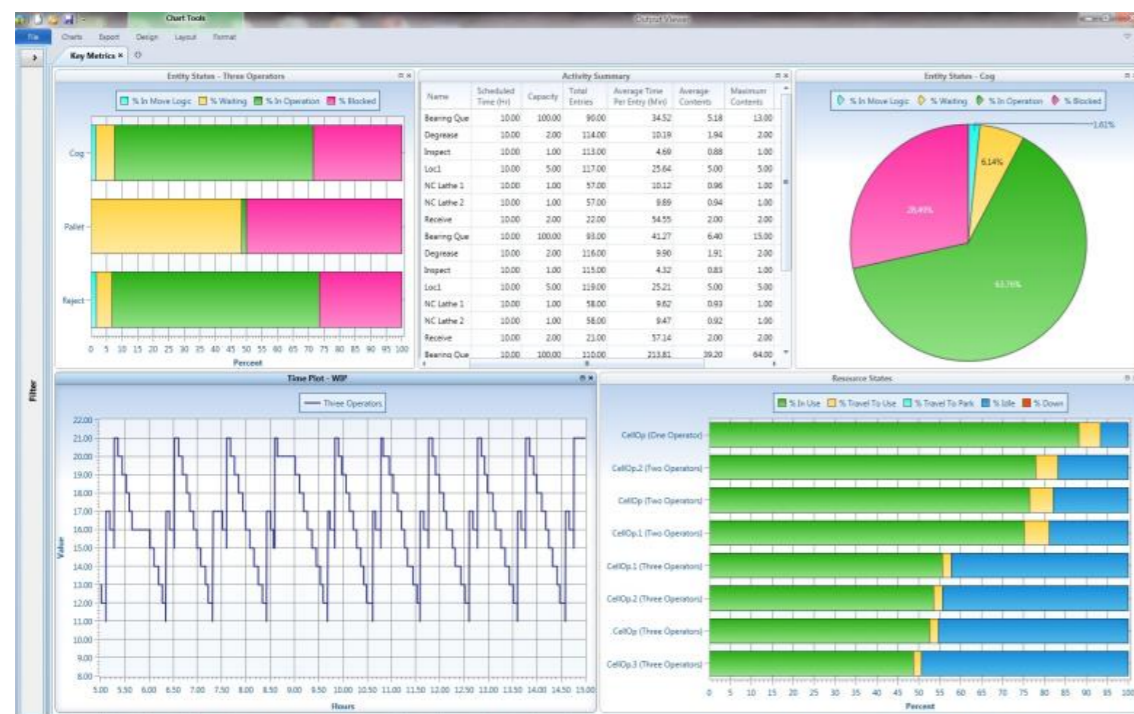 Chart Tools
Output Viewer
File Charts Export Design Layout Format
Key Metrics ×
Filter
Entity States - Three Operators
% In Move Logic % Waiting % In Operation % Blocked
Cog
Pallet
Reject
0 5 10 15 20 25 30 35 40 45 50 55 60 65 70 75 80 85 90 95 100
Percent
Activity Summary
Name Scheduled Time (Hr) Capacity Total Entries Average Time Per Entry (Min) Average Contents Maximum Contents
Bearing Que 10.00 100.00 90.00 34.52 5.18 13.00
Degrease 10.00 2.00 114.00 10.19 1.94 2.00
Inspect 10.00 1.00 113.00 4.69 0.88 1.00
Loc1 10.00 5.00 117.00 25.64 5.00 5.00
NC Lathe 1 10.00 1.00 57.00 10.12 0.96 1.00
NC Lathe 2 10.00 1.00 57.00 9.89 0.94 1.00
Receive 10.00 2.00 22.00 54.55 2.00 2.00
Bearing Que 10.00 100.00 93.00 41.27 6.40 15.00
Degrease 10.00 2.00 116.00 9.90 1.91 2.00
Inspect 10.00 1.00 115.00 4.32 0.83 1.00
Loc1 10.00 5.00 119.00 25.21 5.00 5.00
NC Lathe 1 10.00 1.00 58.00 9.62 0.93 1.00
NC Lathe 2 10.00 1.00 58.00 9.47 0.92 1.00
Receive 10.00 2.00 21.00 57.14 2.00 2.00
Bearing Que 10.00 100.00 110.00 213.81 39.20 64.00
Entity States - Cog
% In Move Logic % Waiting % In Operation % Blocked
1.61%
6.14%
28.49%
63.76%
Time Plot - WIP
Three Operators
22.00
21.00
20.00
19.00
18.00
17.00
16.00
15.00
14.00
13.00
12.00
11.00
10.00
9.00
8.00
Value
5.00 5.50 6.00 6.50 7.00 7.50 8.00 8.50 9.00 9.50 10.00 10.50 11.00 11.50 12.00 12.50 13.00 13.50 14.00 14.50 15.00
Hours
Resource States
% In Use % Travel To Use % Travel To Park % Idle % Down
CellOp (One Operator)
CellOp.2 (Two Operators)
CellOp (Two Operators)
CellOp.1 (Two Operators)
CellOp.1 (Three Operators)
CellOp.2 (Three Operators)
CellOp (Three Operators)
CellOp.3 (Three Operators)
0 5 10 15 20 25 30 35 40 45 50 55 60 65 70 75 80 85 90 95 100
Percent